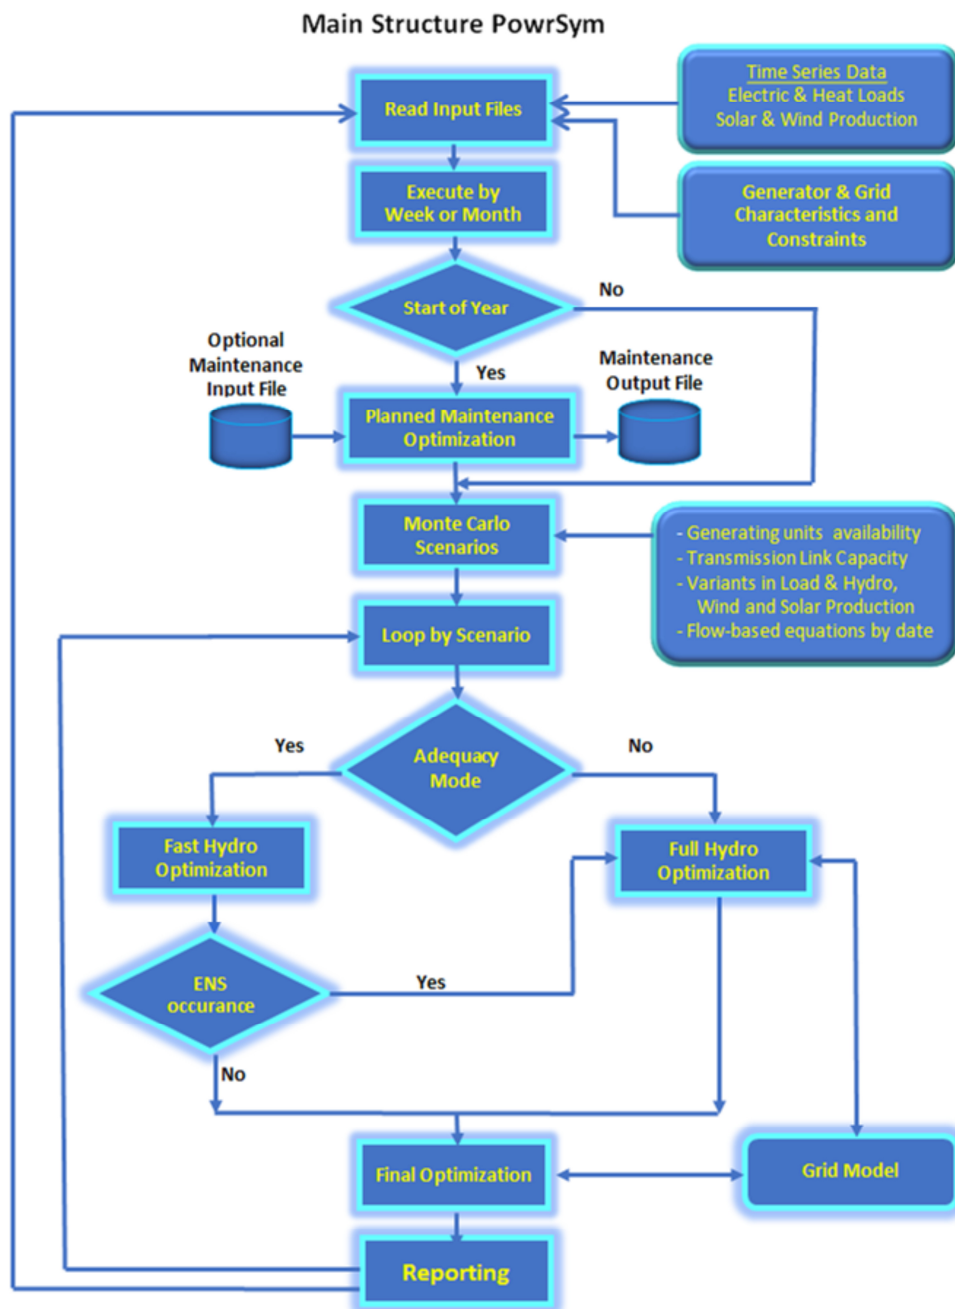 Main Structure PowrSym
Time Series Data
Electric & Heat Loads
Solar & Wind Production
Read Input Files
Execute by
Week or Month
Generator & Grid
Characteristics and
Constraints
Start of Year
No
Yes
Optional
Maintenance
Input File
Maintenance
Output File
Planned Maintenance
Optimization
Monte Carlo
Scenarios
- Generating units availability
- Transmission Link Capacity
- Variants in Load & Hydro,
Wind and Solar Production
- Flow-based equations by date
Loop by Scenario
Yes
Adequacy
Mode
No
Fast Hydro
Optimization
Full Hydro
Optimization
ENS
occurance
Yes
No
Final Optimization
Grid Model
Reporting